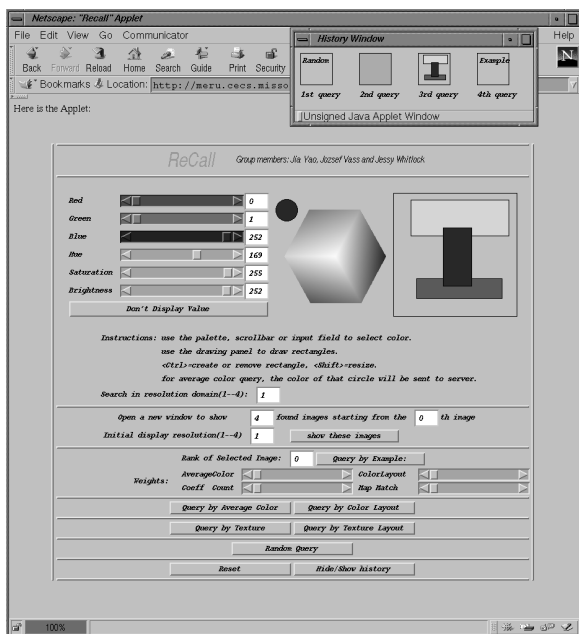 Netscape: "Recall" Applet
File Edit View Go Communicator Help
Back Forward Reload Home Search Guide Print Security N
Bookmarks Location: http://meru.cecs.misso
History Window
Random Example
1st query 2nd query 3rd query 4th query
Unsigned Java Applet Window
Here is the Applet:
ReCall Group members: Jia Yao, Jozsef Vass and Jessy Whitlock
Red 0
Green 1
Blue 252
Hue 169
Saturation 255
Brightness 252
Don't Display Value
Instructions: use the palette, scrollbar or input field to select color.
use the drawing panel to draw rectangles.
<Ctrl>=create or remove rectangle, <Shift>=resize.
for average color query, the color of that circle will be sent to server.
Search in resolution domain(1--4): 1
Open a new window to show 4 found images starting from the 0 th image
Initial display resolution(1--4) 1 show these images
Rank of Selected Image: 0 Query by Example:
Weights: AverageColor ColorLayout
Coeff Count Map Match
Query by Average Color Query by Color Layout
Query by Texture Query by Texture Layout
Random Query
Reset Hide/Show history
100%